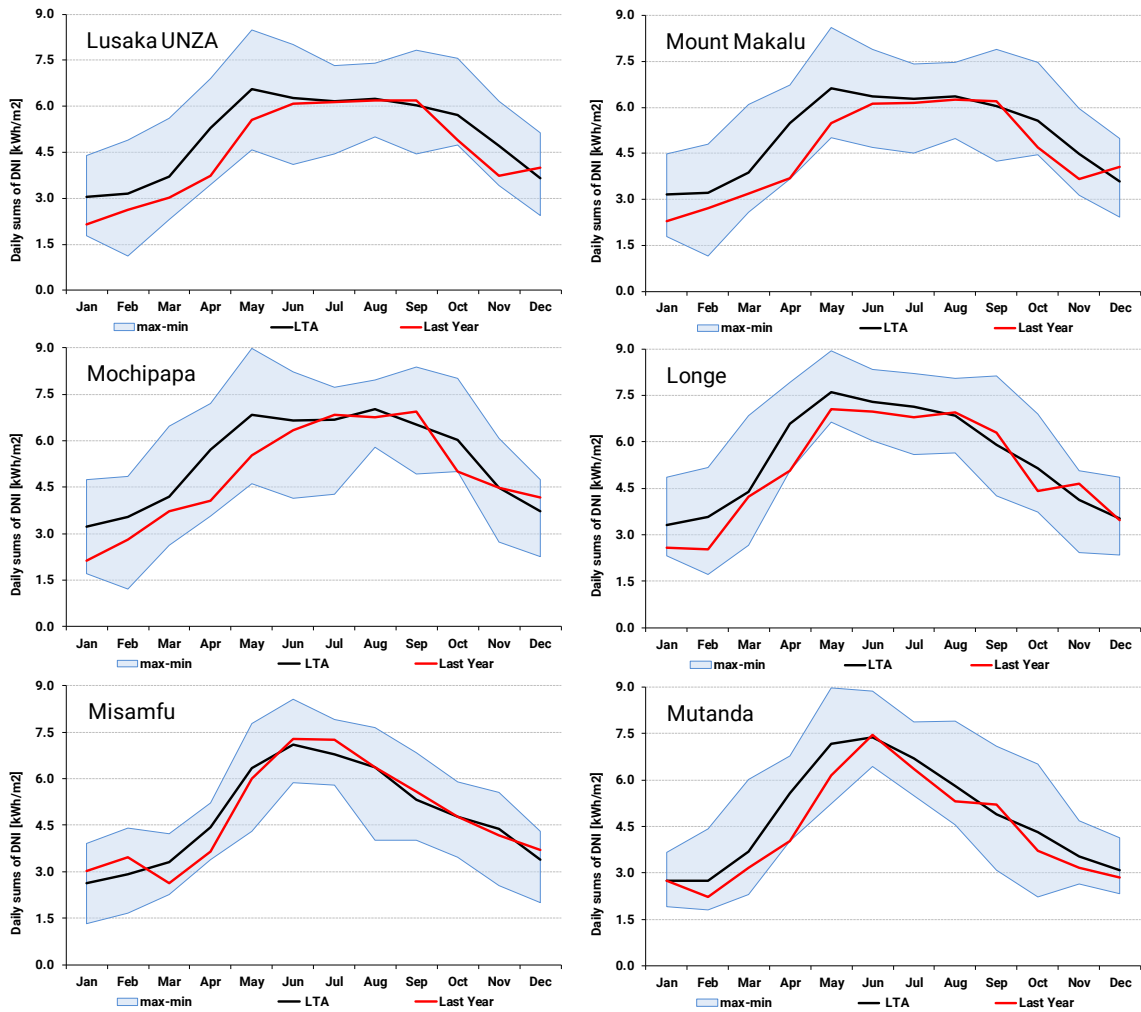 Lusaka UNZA
Daily sums of DNI [kWh/m2]
9.0
7.5
6.0
4.5
3.0
1.5
0.0
Jan Feb Mar Apr May Jun Jul Aug Sep Oct Nov Dec
max-min LTA Last Year
Mount Makalu
Daily sums of DNI [kWh/m2]
9.0
7.5
6.0
4.5
3.0
1.5
0.0
Jan Feb Mar Apr May Jun Jul Aug Sep Oct Nov Dec
max-min LTA Last Year
Mochipapa
Daily sums of DNI [kWh/m2]
9.0
7.5
6.0
4.5
3.0
1.5
0.0
Jan Feb Mar Apr May Jun Jul Aug Sep Oct Nov Dec
max-min LTA Last Year
Longe
Daily sums of DNI [kWh/m2]
9.0
7.5
6.0
4.5
3.0
1.5
0.0
Jan Feb Mar Apr May Jun Jul Aug Sep Oct Nov Dec
max-min LTA Last Year
Misamfu
Daily sums of DNI [kWh/m2]
9.0
7.5
6.0
4.5
3.0
1.5
0.0
Jan Feb Mar Apr May Jun Jul Aug Sep Oct Nov Dec
max-min LTA Last Year
Mutanda
Daily sums of DNI [kWh/m2]
9.0
7.5
6.0
4.5
3.0
1.5
0.0
Jan Feb Mar Apr May Jun Jul Aug Sep Oct Nov Dec
max-min LTA Last Year